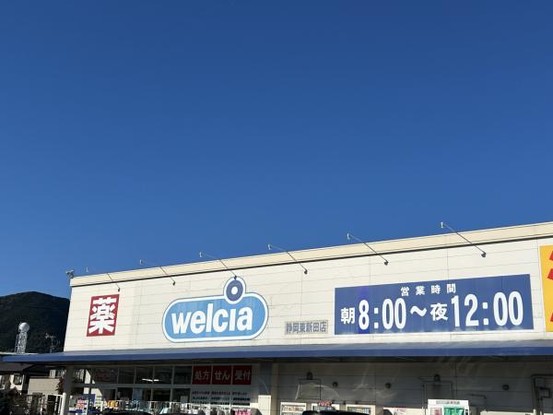 薬
welcia
静岡東新田店
営業時間
朝8:00~夜12:00
処方せん受付